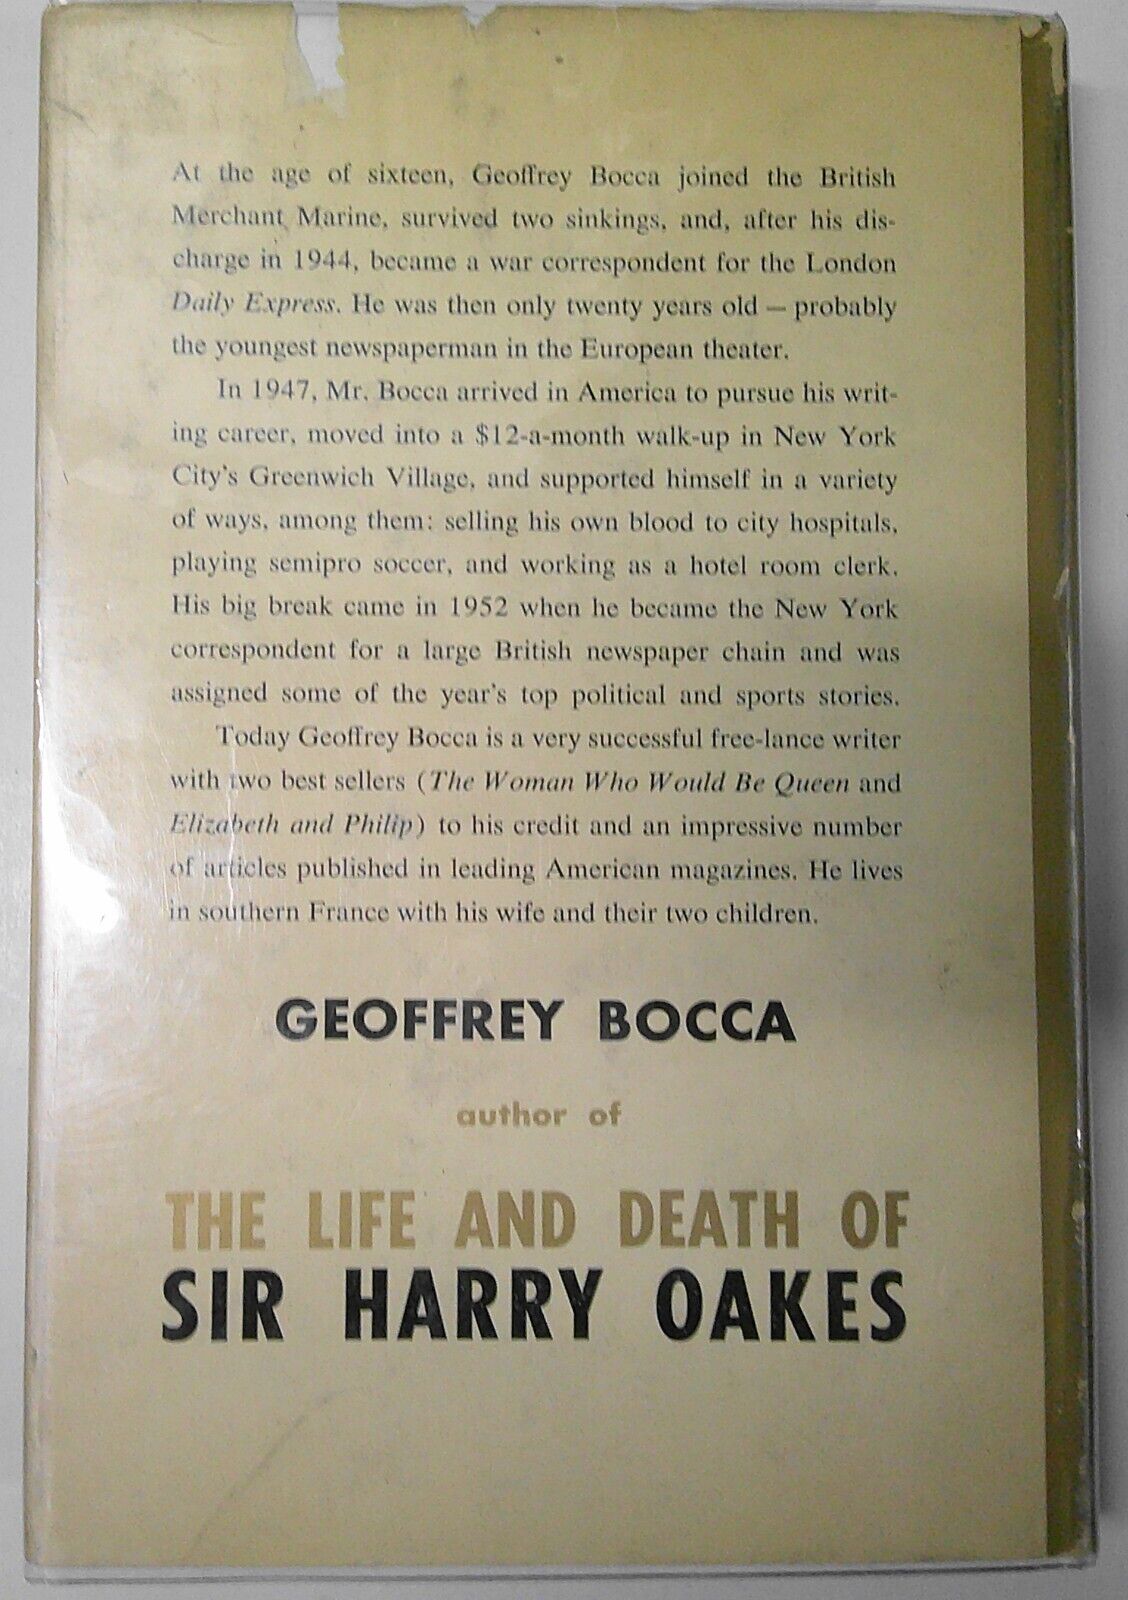 At the age of sixteen, Geoffrey Bocca joined the British
Merchant Marine, survived two sinkings, and, after his dis-
charge in 1944, became a war correspondent for the London
Daily Express. He was then only twenty years old — probably
the youngest newspaperman in the European theater.
In 1947, Mr. Bocca arrived in America to pursue his writ-
ing career, moved into a $12-a-month walk-up in New York
City's Greenwich Village, and supported himself in a variety
of ways, among them: selling his own blood to city hospitals,
playing semipro soccer, and working as a hotel room clerk.
His big break came in 1952 when he became the New York
correspondent for a large British newspaper chain and was
assigned some of the year's top political and sports stories.
Today Geoffrey Bocca is a very successful free-lance writer
with two best sellers (The Woman Who Would Be Queen and
Elizabeth and Philip) to his credit and an impressive number
of articles published in leading American magazines. He lives
in southern France with his wife and their two children.
GEOFFREY BOCCA
author of
THE LIFE AND DEATH OF
SIR HARRY OAKES